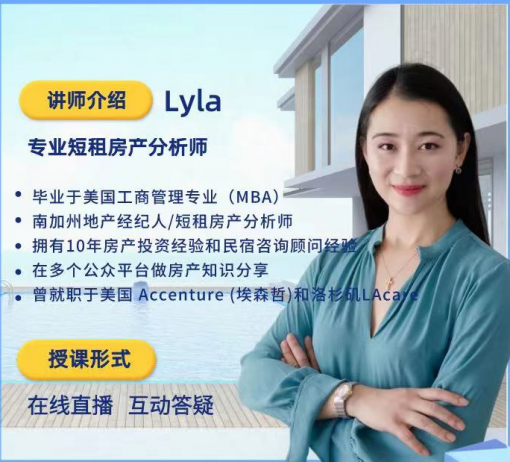 讲师介绍 Lyla
专业短租房产分析师
• 毕业于美国工商管理专业（MBA）
• 南加州地产经纪人/短租房产分析师
• 拥有10年房产投资经验和民宿咨询顾问经验
• 在多个公众平台做房产知识分享
• 曾就职于美国 Accenture (埃森哲)和洛杉矶LAcare
授课形式
在线直播 互动答疑